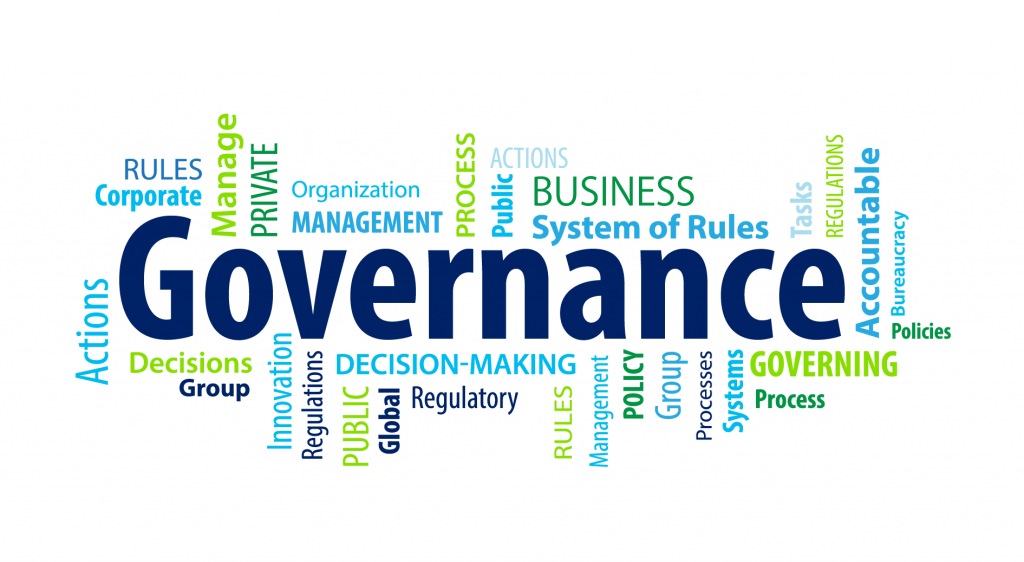 RULES
Corporate
Manage
PRIVATE
Organization
MANAGEMENT
PROCESS
ACTIONS
Public
BUSINESS
System of Rules
Tasks
REGULATIONS
Accountable
Bureaucracy
Governance
Actions
Policies
Decisions
Group
Innovation
Regulations
DECISION-MAKING
PUBLIC
Global
Regulatory
RULES
Management
POLICY
Group
Processes
Systems
GOVERNING
Process